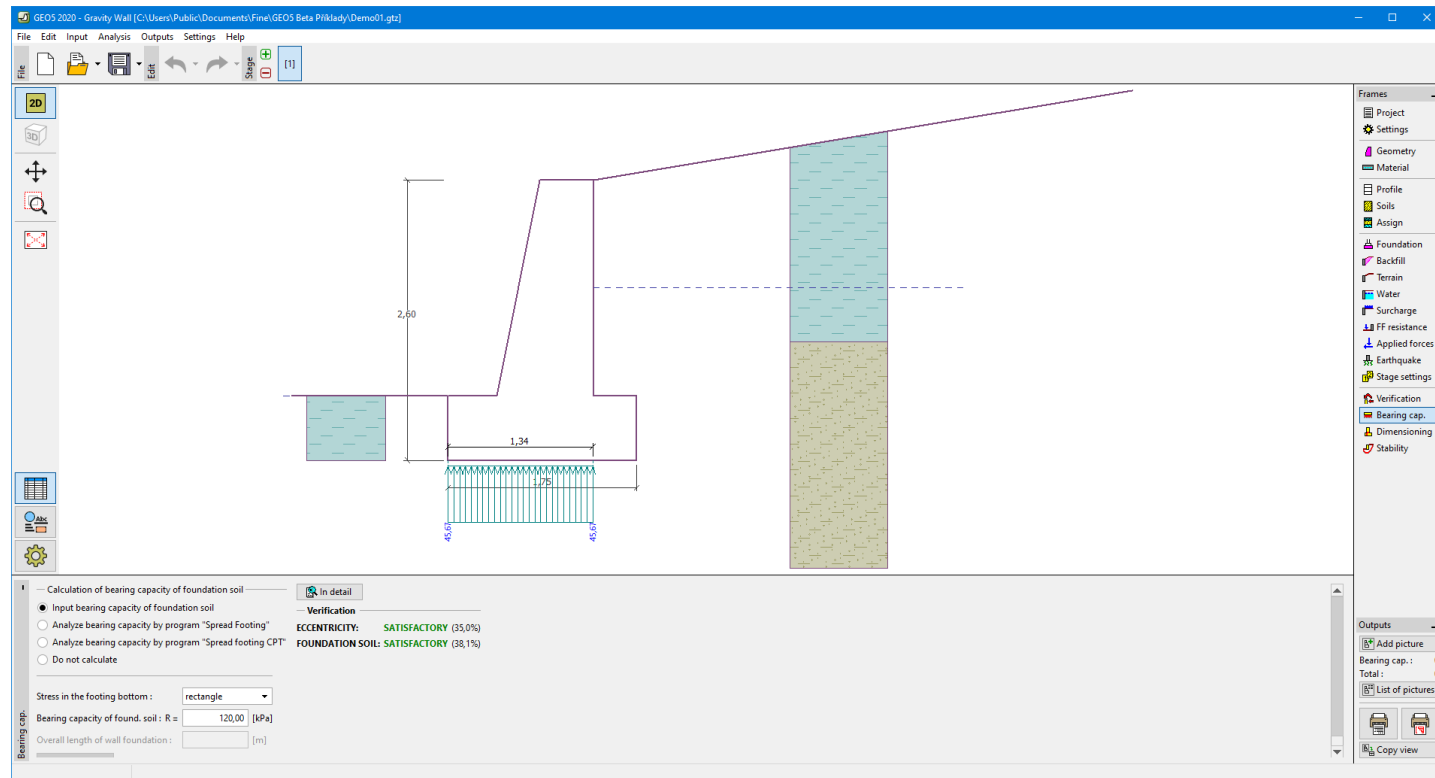 GEO5 2020 - Gravity Wall [C:\Users\Public\Documents\Fine\GEO5 Beta Příklady\Demo01.gtz]
File Edit Input Analysis Outputs Settings Help
File
Edit
Stage
[1]
2D
3D
2,60
1,34
1,75
45,67
45,67
Frames
Project
Settings
Geometry
Material
Profile
Soils
Assign
Foundation
Backfill
Terrain
Water
Surcharge
FF resistance
Applied forces
Earthquake
Stage settings
Verification
Bearing cap.
Dimensioning
Stability
Abc
Bearing cap.
Calculation of bearing capacity of foundation soil
Input bearing capacity of foundation soil
Analyze bearing capacity by program "Spread Footing"
Analyze bearing capacity by program "Spread footing CPT"
Do not calculate
Stress in the footing bottom : rectangle
Bearing capacity of found. soil : R = 120,00 [kPa]
Overall length of wall foundation : [m]
In detail
Verification
ECCENTRICITY: SATISFACTORY (35,0%)
FOUNDATION SOIL: SATISFACTORY (38,1%)
Outputs
Add picture
Bearing cap. :
Total :
List of pictures
Copy view